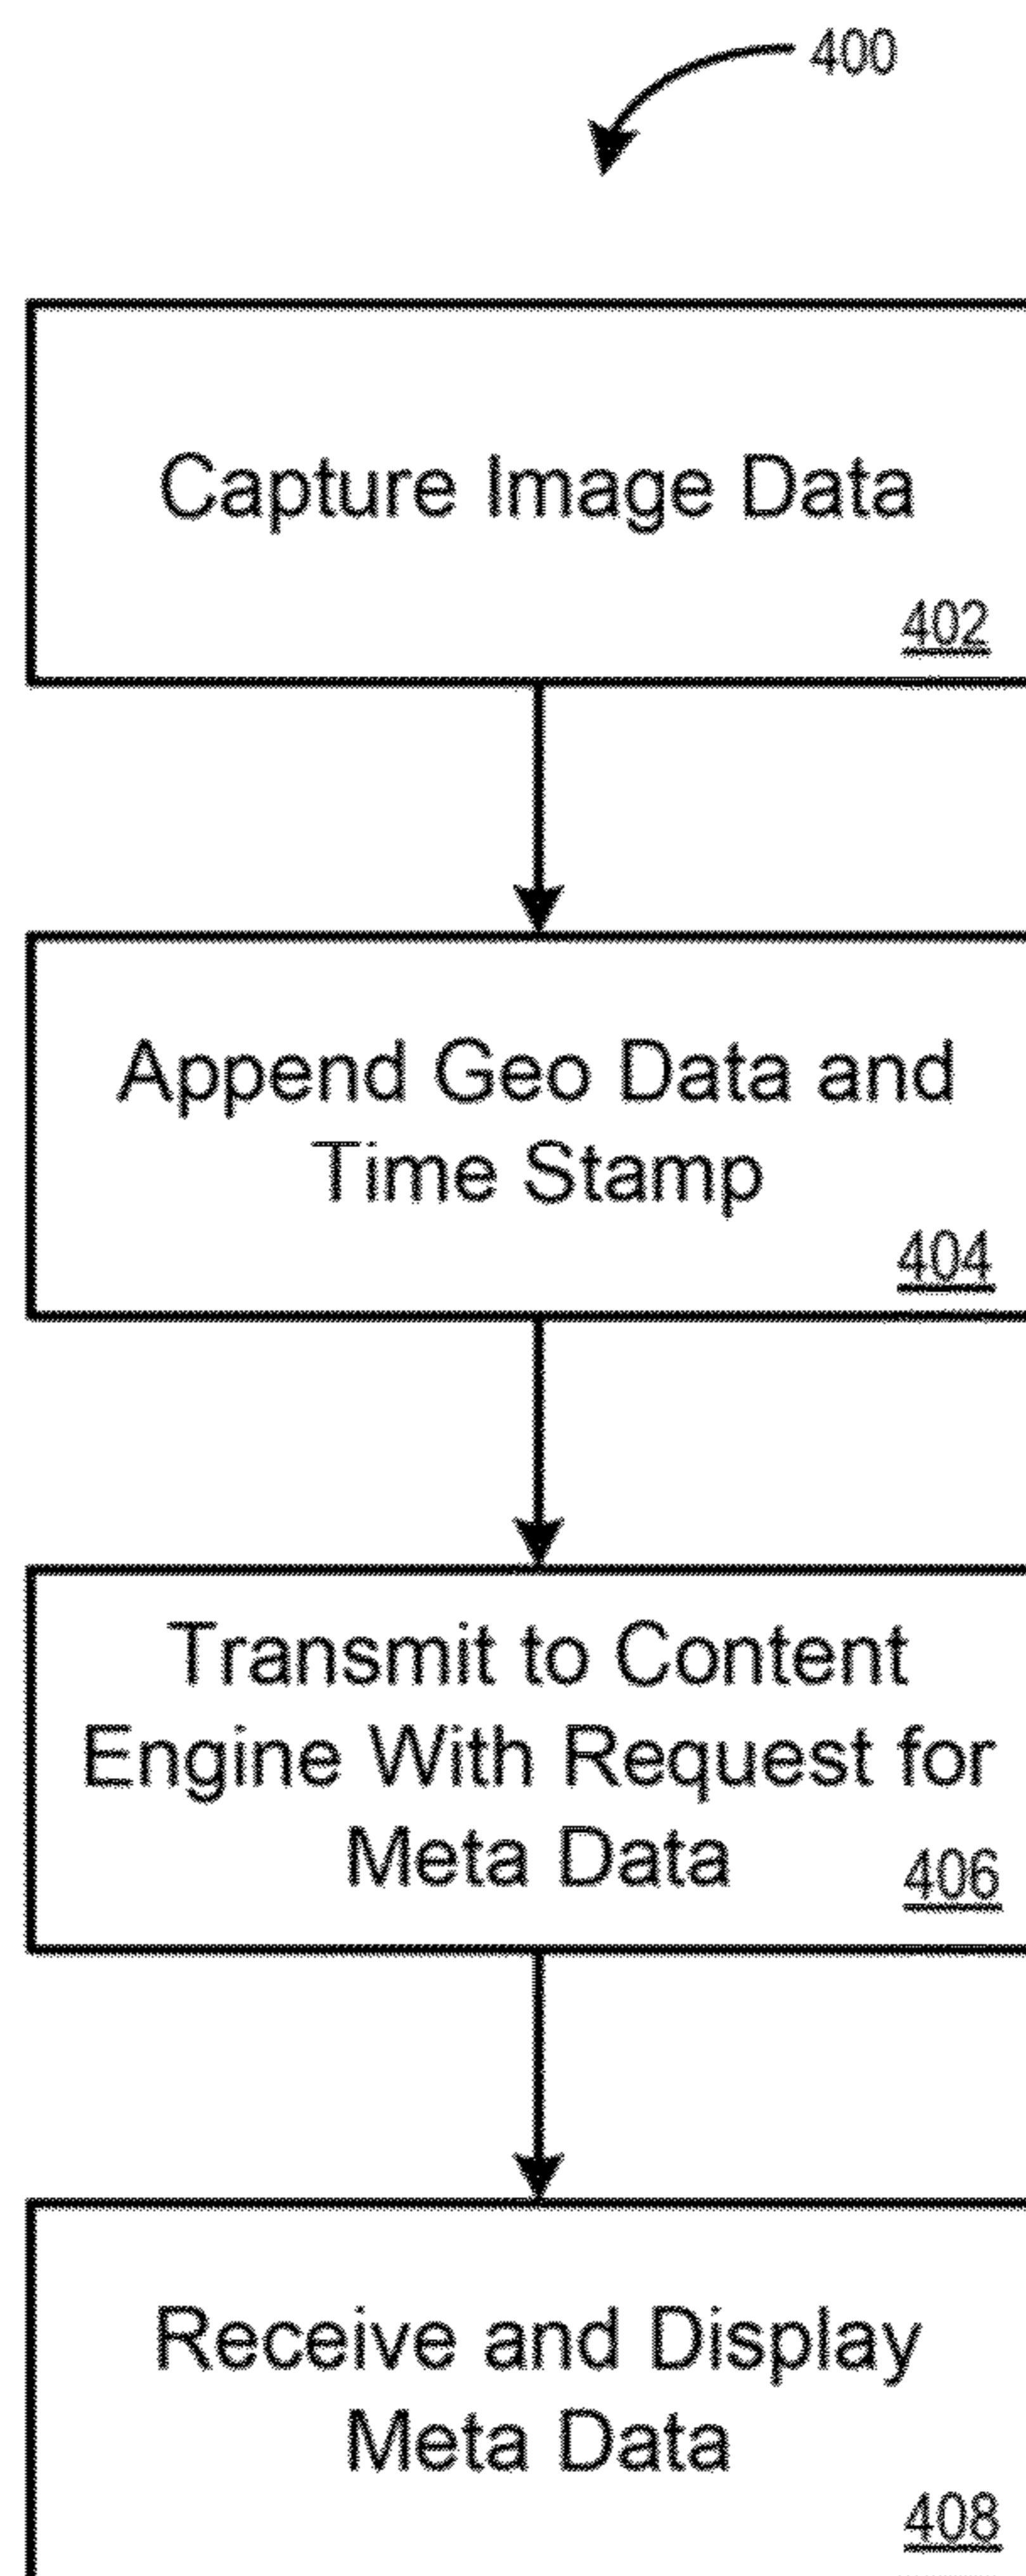 400
Capture Image Data
402
Append Geo Data and
Time Stamp
404
Transmit to Content
Engine With Request for
Meta Data
406
Receive and Display
Meta Data
408